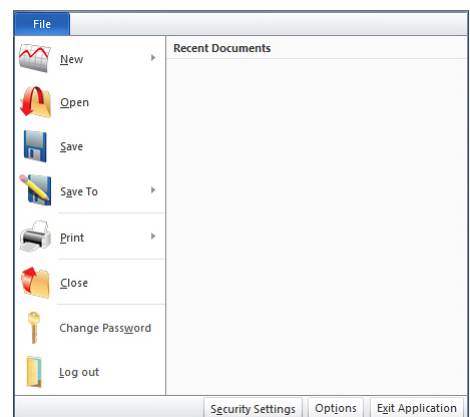 File
New
Recent Documents
Open
Save
Save To
Print
Close
Change Password
Log out
Security Settings Options Exit Application